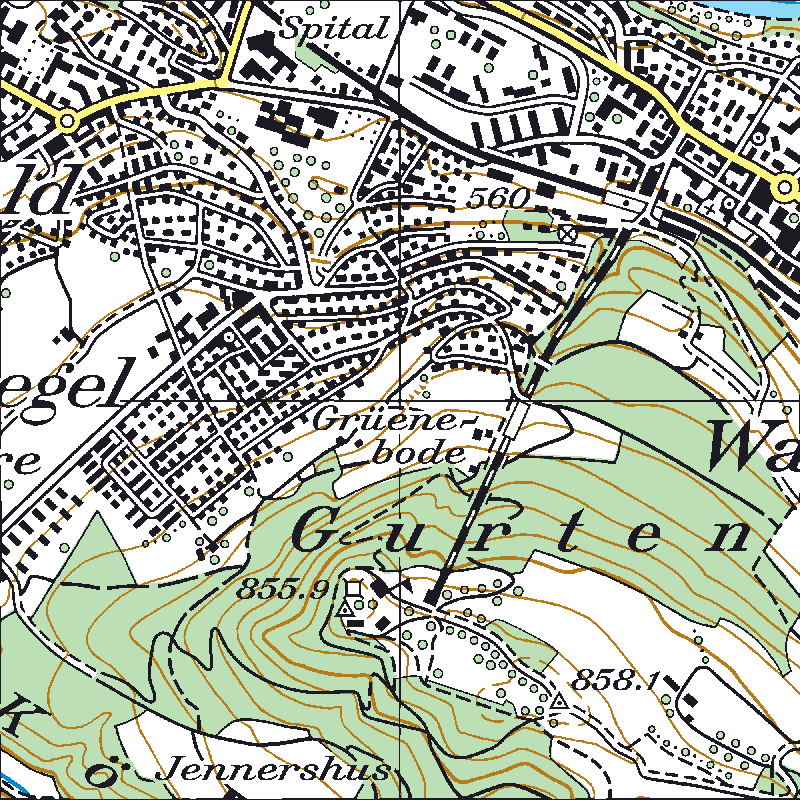 Spital
ld
560
egel
Grüene-
bode
re
Wa
Gurten
855.9
858.1
K
Jennershus